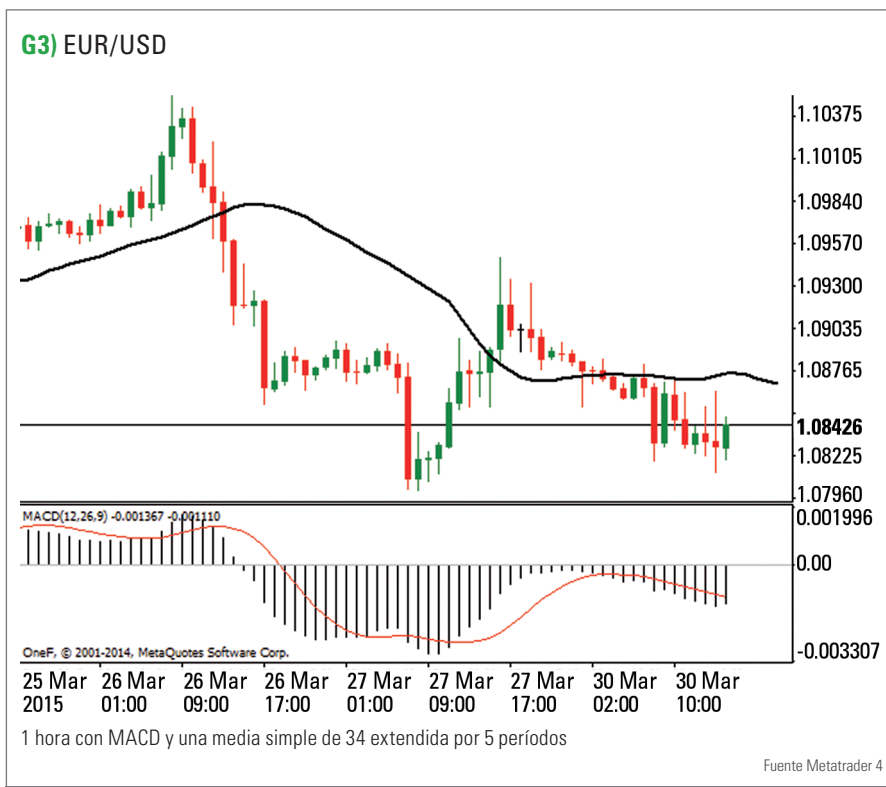 G3) EUR/USD
1.10375
1.10105
1.09840
1.09570
1.09300
1.09035
1.08765
1.08426
1.08225
1.07960
MACD(12,26,9) -0.001367 -0.001110
0.001996
0.00
-0.003307
OneF, © 2001-2014, MetaQuotes Software Corp.
25 Mar 26 Mar 26 Mar 26 Mar 27 Mar 27 Mar 27 Mar 30 Mar 30 Mar
2015 01:00 09:00 17:00 01:00 09:00 17:00 02:00 10:00
1 hora con MACD y una media simple de 34 extendida por 5 períodos
Fuente Metatrader 4